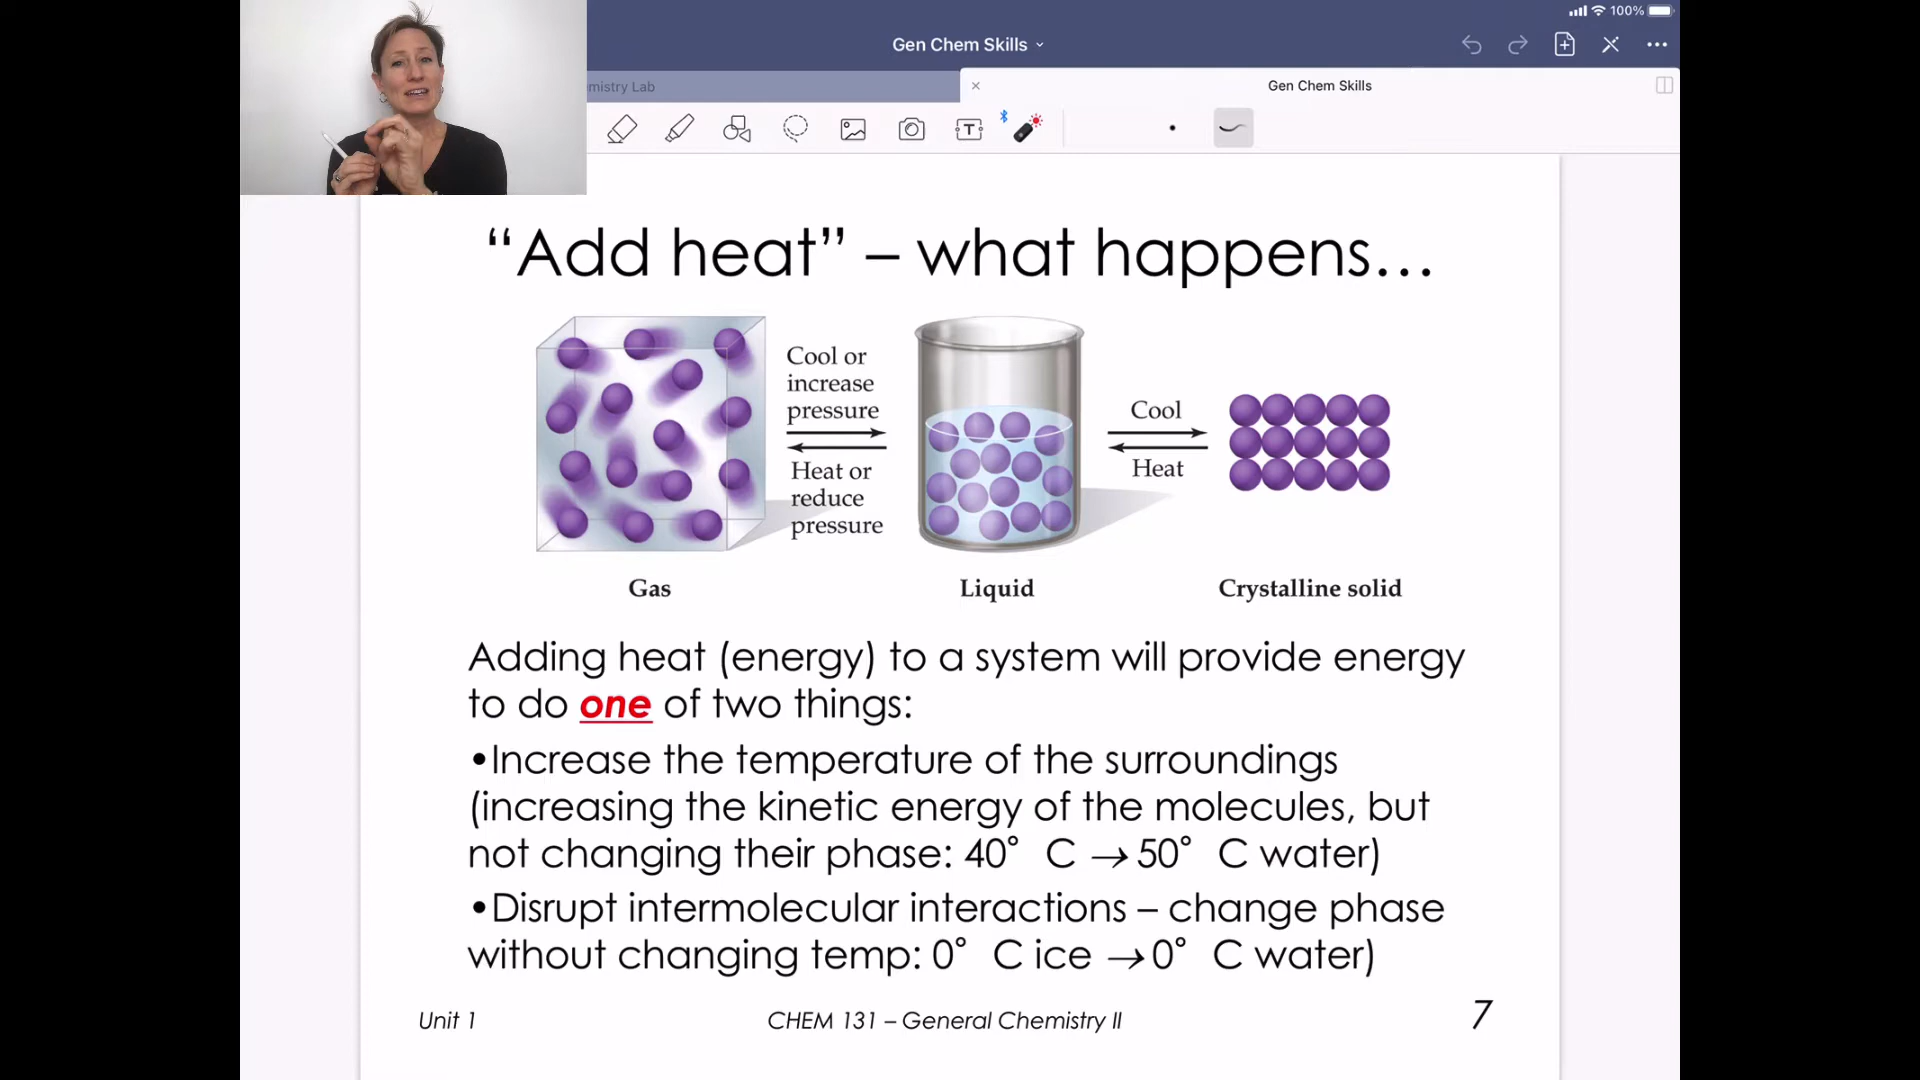 100%
Gen Chem Skills
mistry Lab
Gen Chem Skills
T
“Add heat” – what happens...
Cool or
increase
pressure
Heat or
reduce
pressure
Cool
Heat
Gas
Liquid
Crystalline solid
Adding heat (energy) to a system will provide energy
to do one of two things:
•Increase the temperature of the surroundings
(increasing the kinetic energy of the molecules, but
not changing their phase: 40° C →50° C water)
•Disrupt intermolecular interactions – change phase
without changing temp: 0° C ice →0° C water)
Unit 1
CHEM 131 – General Chemistry II
7